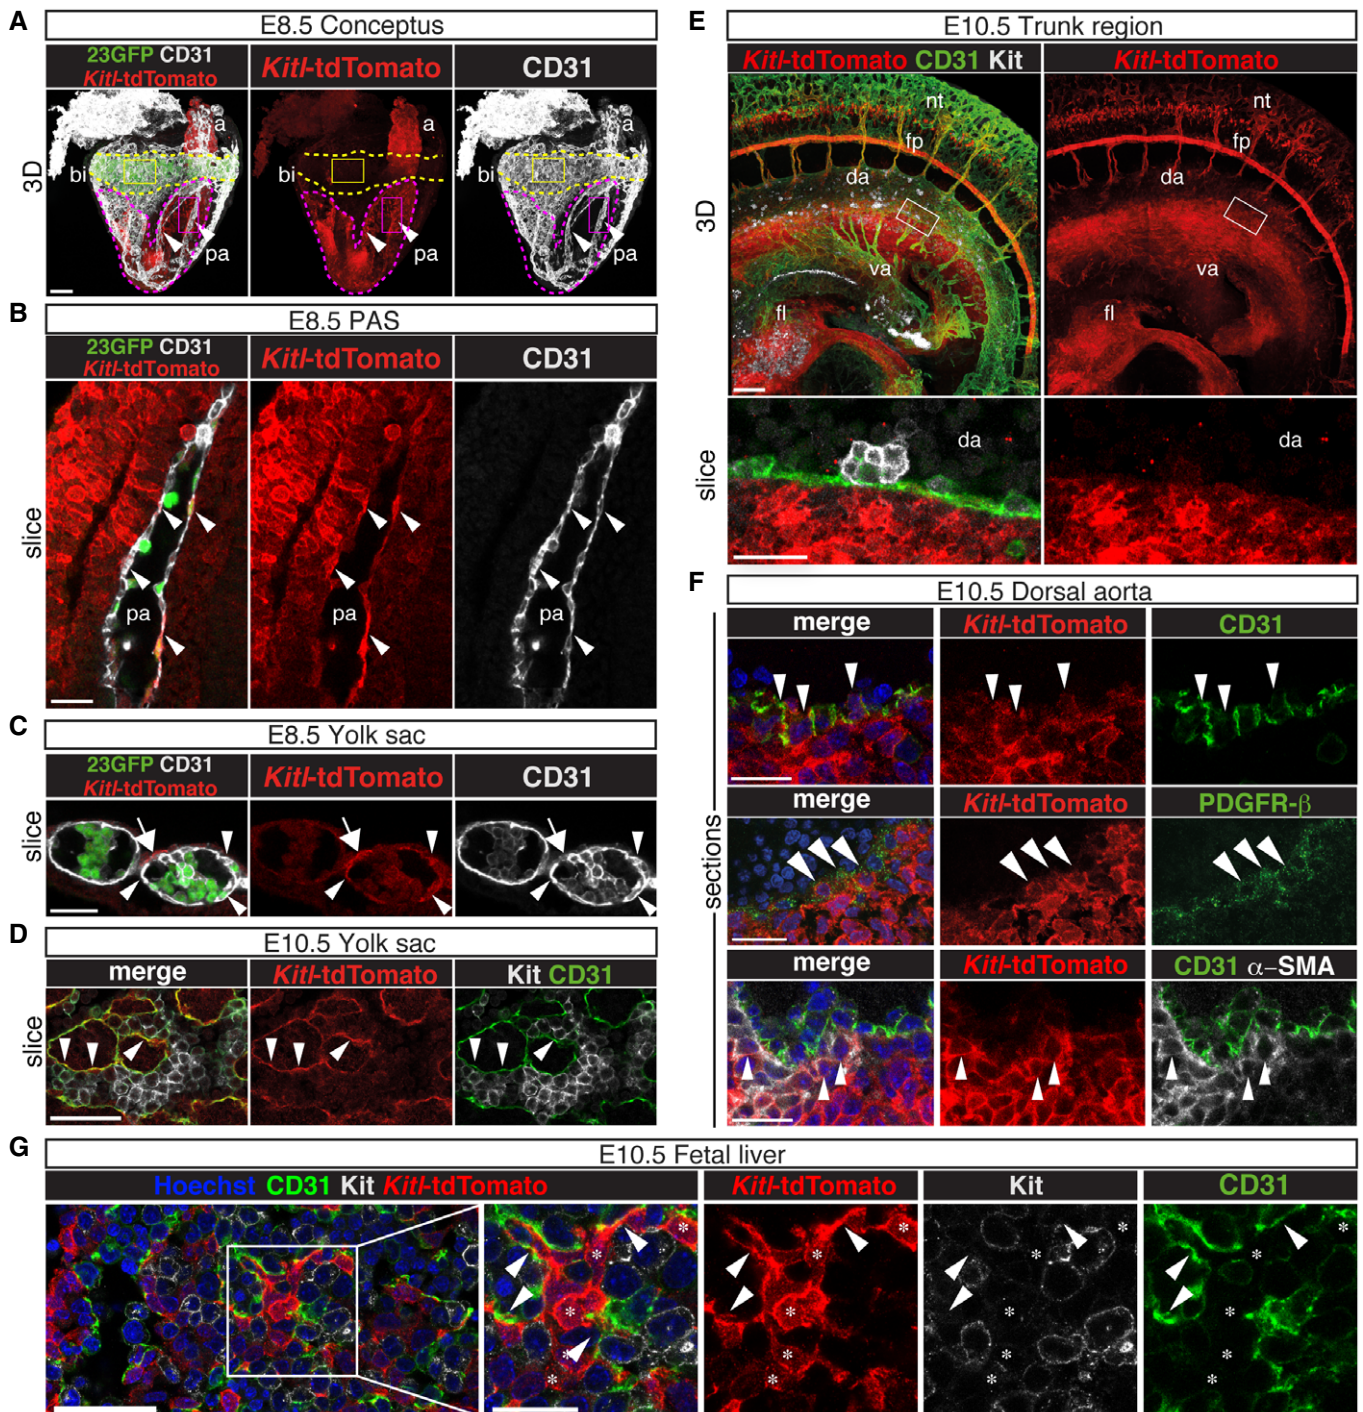 A
E8.5 Conceptus
23GFP CD31
Kitl-tdTomato
Kitl-tdTomato
CD31
3D
a
bi
pa
a
bi
pa
a
bi
pa
B
E8.5 PAS
23GFP CD31
Kitl-tdTomato
Kitl-tdTomato
CD31
slice
pa
pa
pa
C
E8.5 Yolk sac
23GFP CD31
Kitl-tdTomato
Kitl-tdTomato
CD31
slice
D
E10.5 Yolk sac
merge
Kitl-tdTomato
Kit CD31
slice
E
E10.5 Trunk region
Kitl-tdTomato CD31 Kit
Kitl-tdTomato
3D
nt
fp
da
va
fl
nt
fp
da
va
fl
slice
da
da
F
E10.5 Dorsal aorta
sections
merge
Kitl-tdTomato
CD31
merge
Kitl-tdTomato
PDGFR-β
merge
Kitl-tdTomato
CD31 α-SMA
G
E10.5 Fetal liver
Hoechst CD31 Kit Kitl-tdTomato
Kitl-tdTomato
Kit
CD31